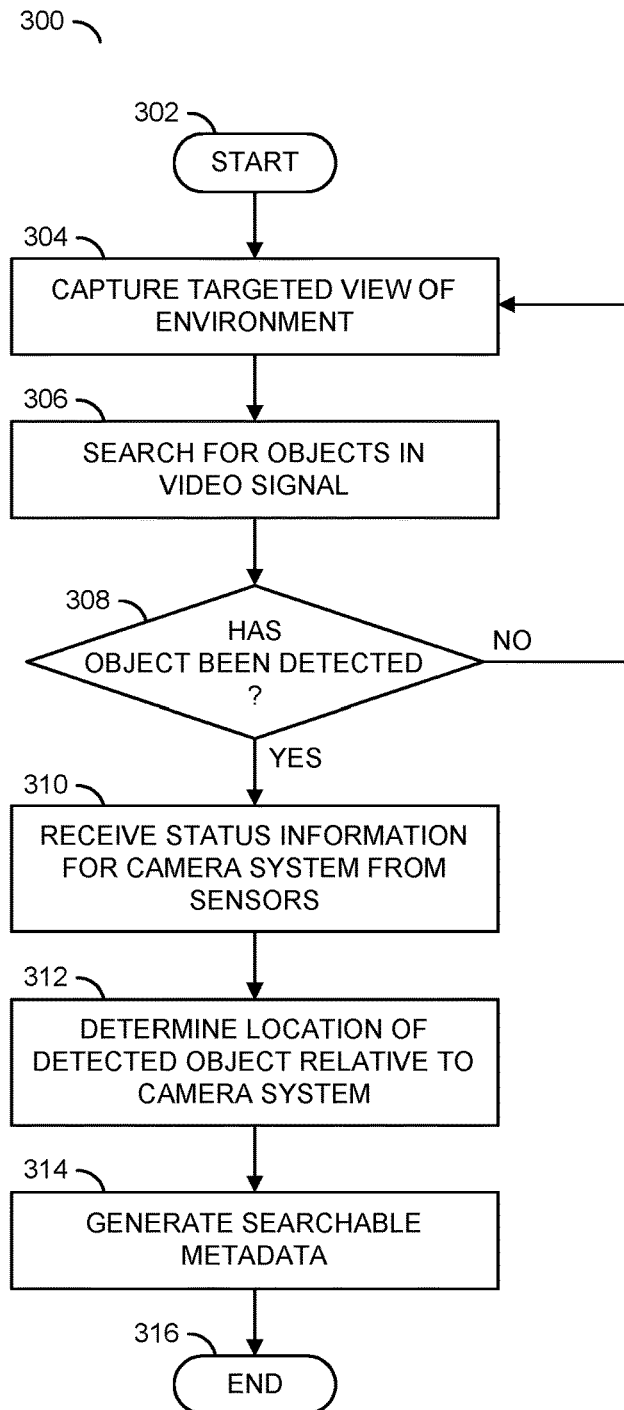 300
302
START
304
CAPTURE TARGETED VIEW OF
ENVIRONMENT
306
SEARCH FOR OBJECTS IN
VIDEO SIGNAL
308
HAS
OBJECT BEEN DETECTED
?
NO
YES
310
RECEIVE STATUS INFORMATION
FOR CAMERA SYSTEM FROM
SENSORS
312
DETERMINE LOCATION OF
DETECTED OBJECT RELATIVE TO
CAMERA SYSTEM
314
GENERATE SEARCHABLE
METADATA
316
END